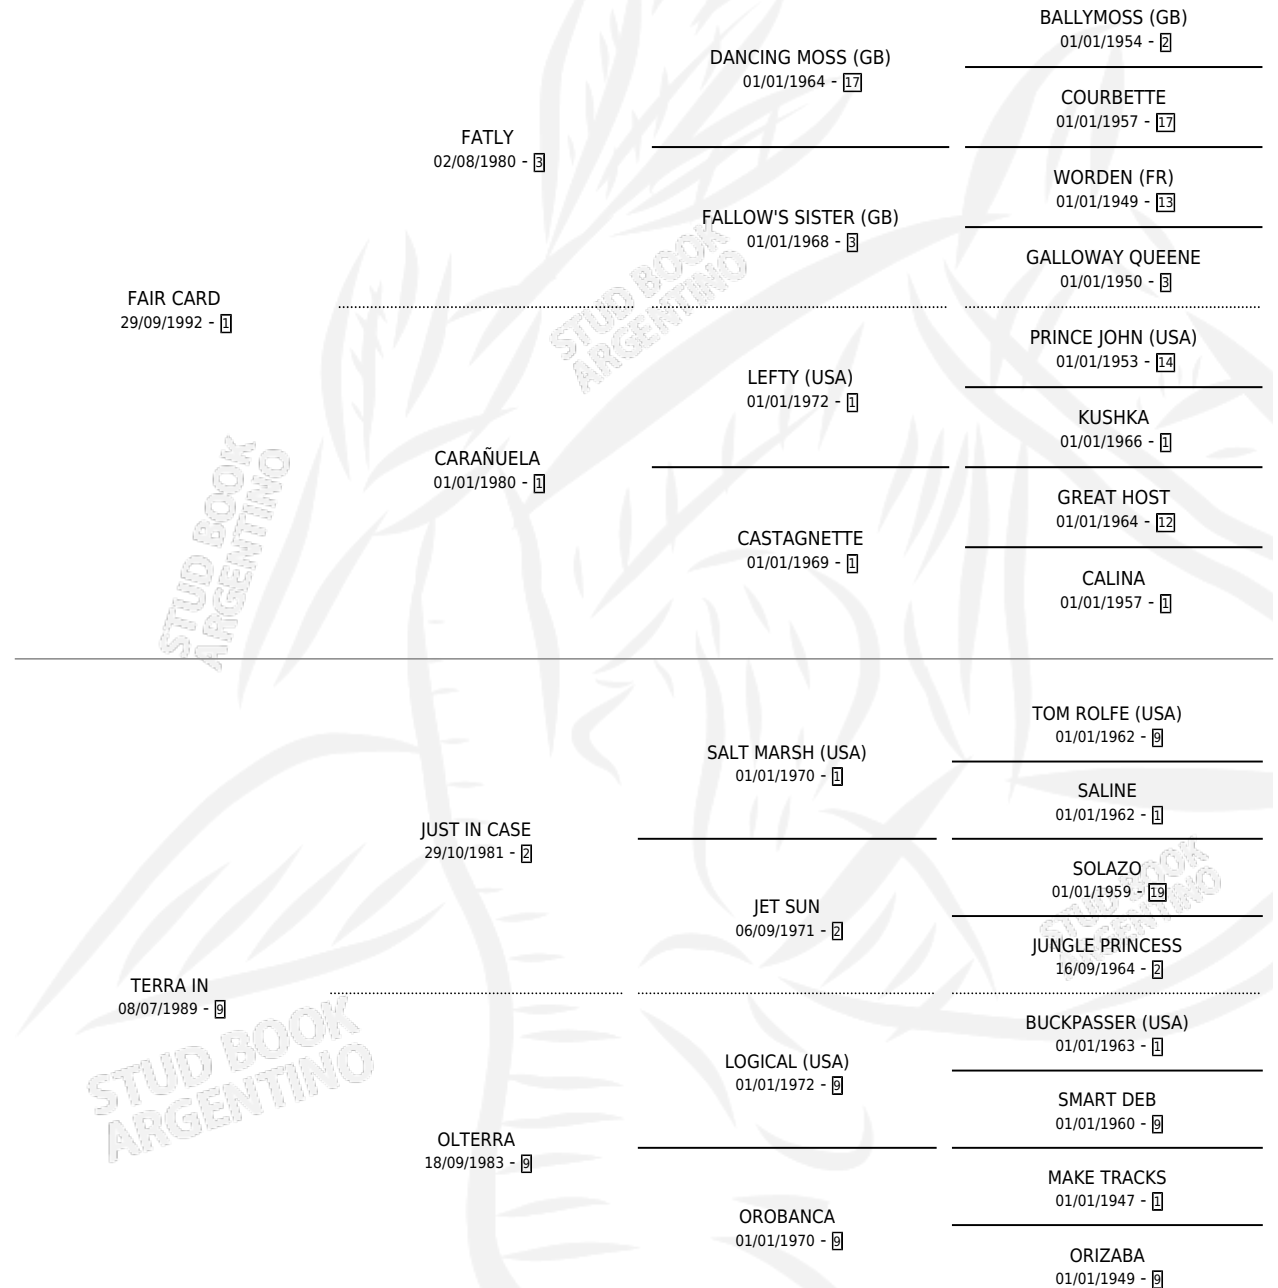 BALLYMOSS (GB)
01/01/1954 - 2
DANCING MOSS (GB)
01/01/1964 - 17
COURBETTE
01/01/1957 - 17
FATLY
02/08/1980 - 3
WORDEN (FR)
01/01/1949 - 13
FALLOW'S SISTER (GB)
01/01/1968 - 3
GALLOWAY QUEENE
01/01/1950 - 3
FAIR CARD
29/09/1992 - 1
PRINCE JOHN (USA)
01/01/1953 - 14
LEFTY (USA)
01/01/1972 - 1
KUSHKA
01/01/1966 - 1
CARAÑUELA
01/01/1980 - 1
GREAT HOST
01/01/1964 - 12
CASTAGNETTE
01/01/1969 - 1
CALINA
01/01/1957 - 1
TOM ROLFE (USA)
01/01/1962 - 9
SALT MARSH (USA)
01/01/1970 - 1
SALINE
01/01/1962 - 1
JUST IN CASE
29/10/1981 - 2
SOLAZO
01/01/1959 - 19
JET SUN
06/09/1971 - 2
JUNGLE PRINCESS
16/09/1964 - 2
TERRA IN
08/07/1989 - 9
BUCKPASSER (USA)
01/01/1963 - 1
LOGICAL (USA)
01/01/1972 - 9
SMART DEB
01/01/1960 - 9
OLTERRA
18/09/1983 - 9
MAKE TRACKS
01/01/1947 - 1
OROBANCA
01/01/1970 - 9
ORIZABA
01/01/1949 - 9
STUD BOOK
ARGENTINO
STUD BOOK
ARGENTINO
STUD BOOK
ARGENTINO
STUD BOOK
ARGENTINO